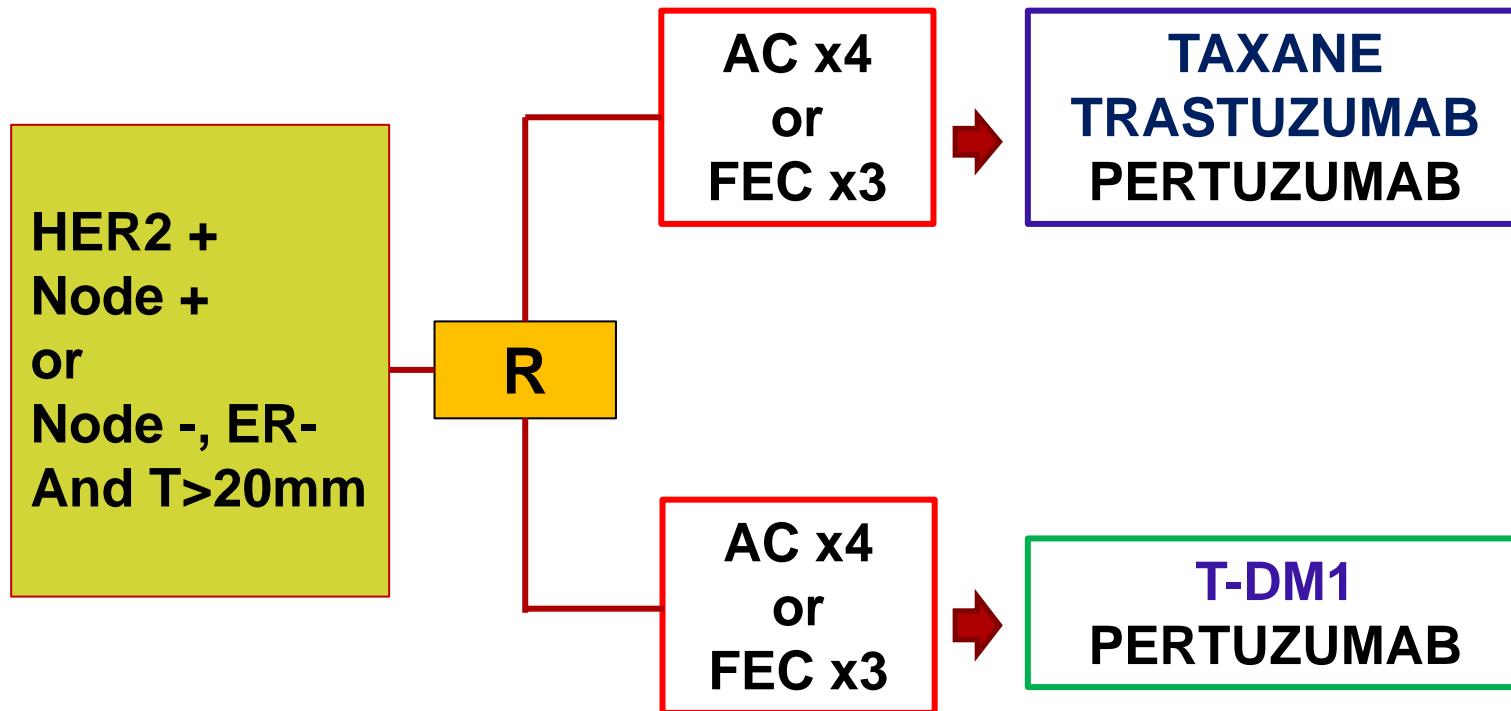 HER2 +
Node +
or
Node -, ER-
And T>20mm
R
AC x4
or
FEC x3
TAXANE
TRASTUZUMAB
PERTUZUMAB
AC x4
or
FEC x3
T-DM1
PERTUZUMAB